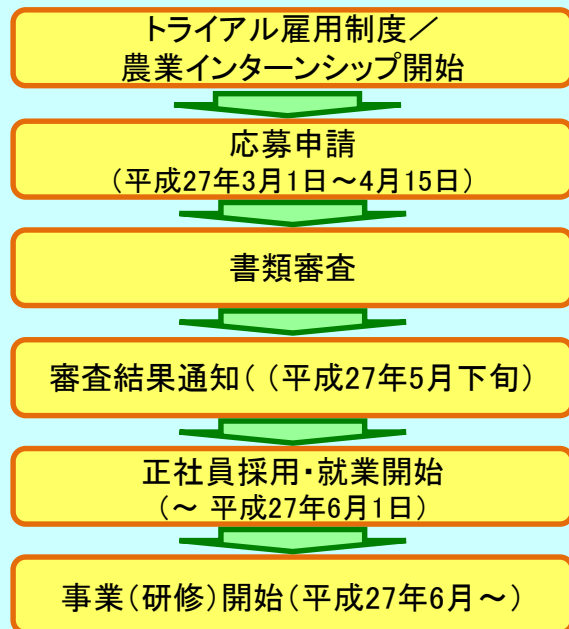 トライアル雇用制度／
農業インターンシップ開始
応募申請
（平成27年3月1日～4月15日）
書類審査
審査結果通知（（平成27年5月下旬）
正社員採用・就業開始
（～ 平成27年6月1日）
事業（研修）開始（平成27年6月～）